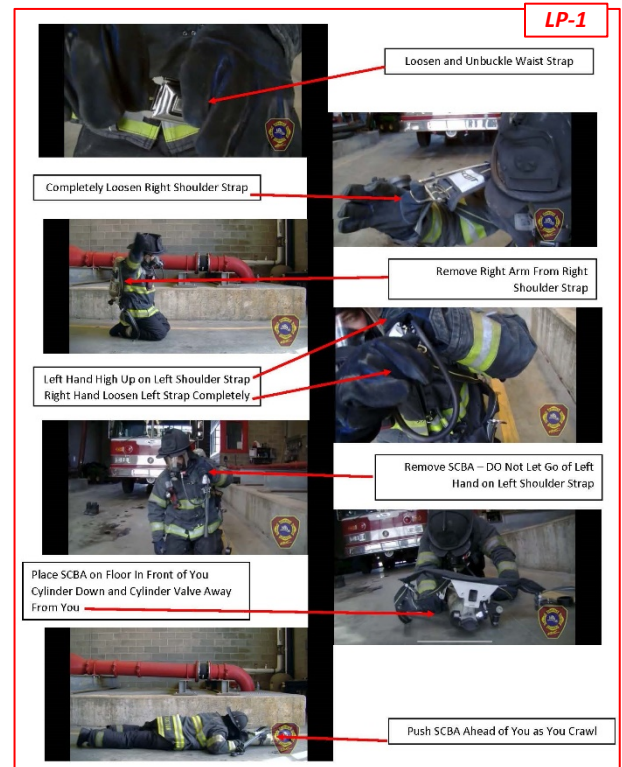 LP-1
Loosen and Unbuckle Waist Strap
Completely Loosen Right Shoulder Strap
Remove Right Arm From Right
Shoulder Strap
Left Hand High Up on Left Shoulder Strap
Right Hand Loosen Left Strap Completely
Remove SCBA – DO Not Let Go of Left
Hand on Left Shoulder Strap
Place SCBA on Floor In Front of You
Cylinder Down and Cylinder Valve Away
From You
Push SCBA Ahead of You as You Crawl